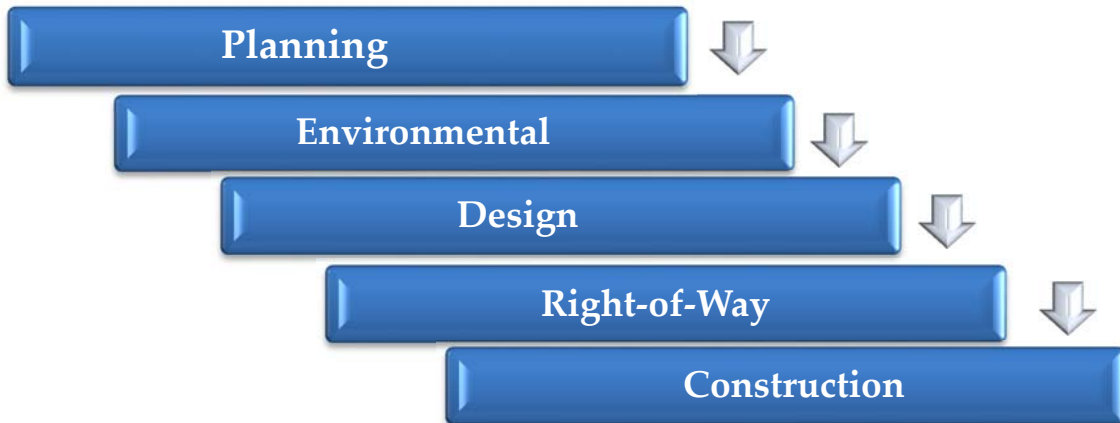 Planning
Environmental
Design
Right-of-Way
Construction